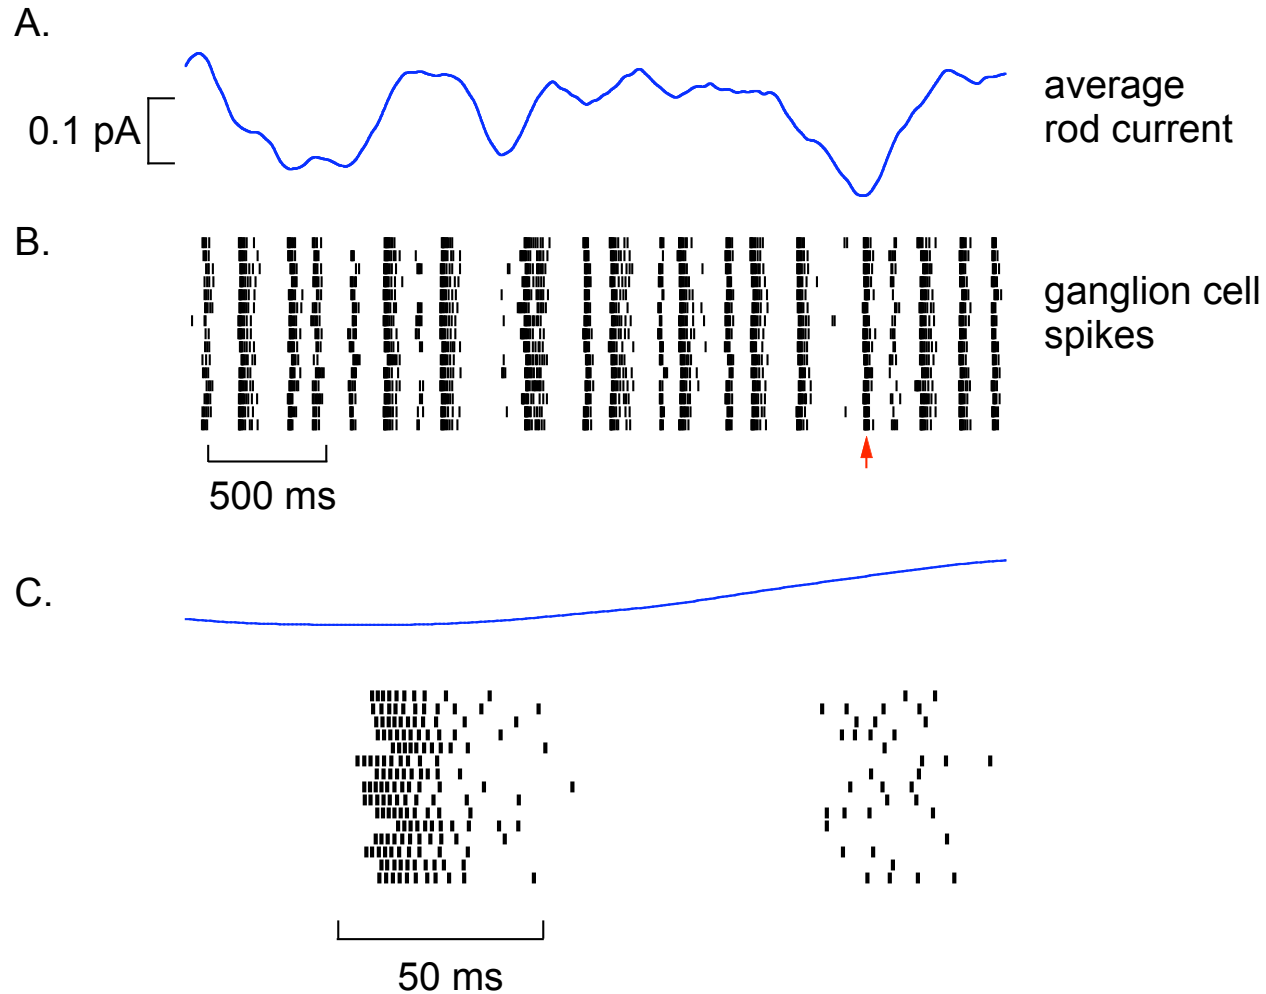 A.
0.1 pA
average
rod current
B.
ganglion cell
spikes
500 ms
C.
50 ms